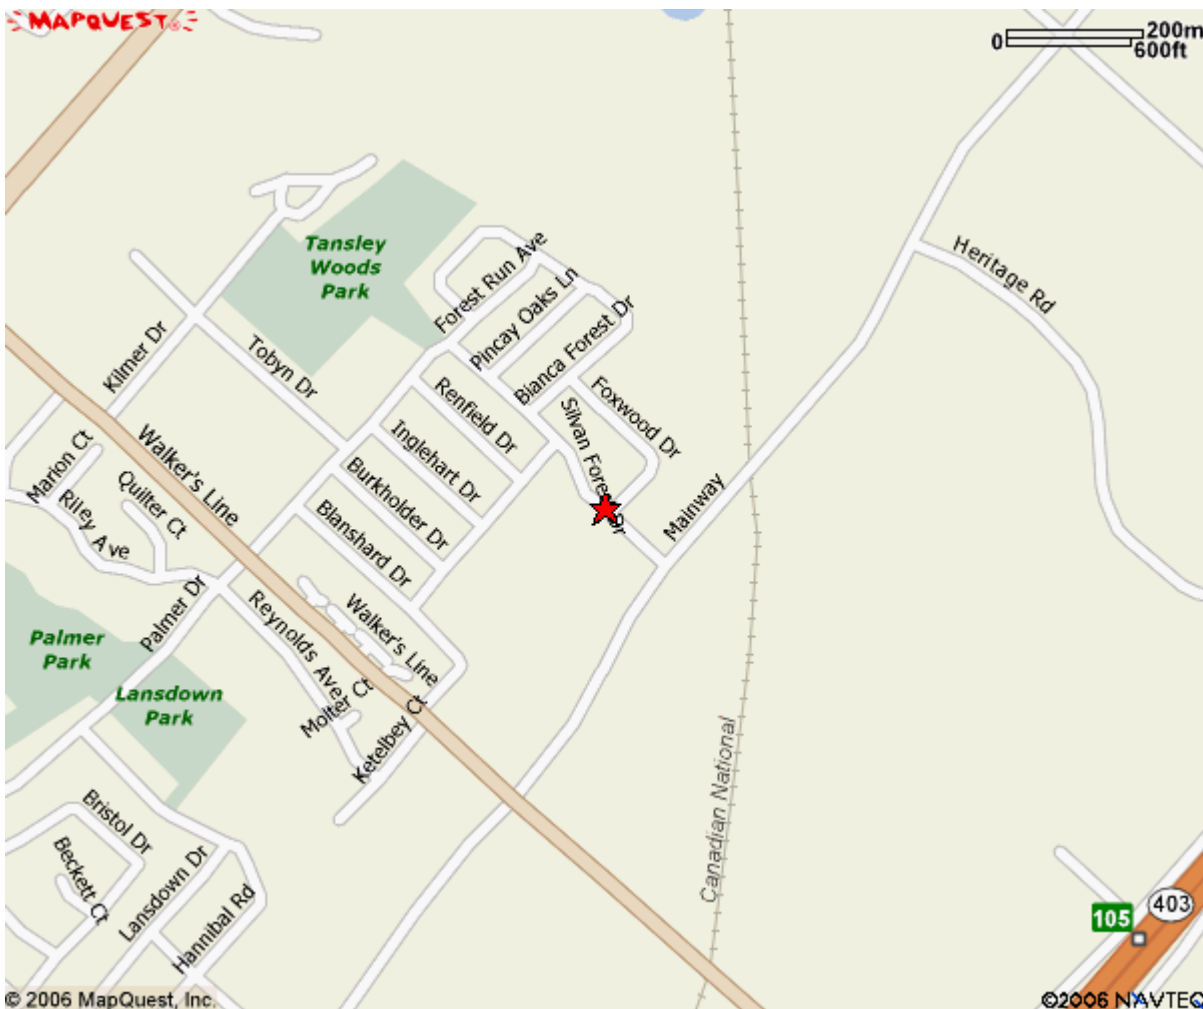 MAPQUEST®
0
200m
600ft
Tansley
Woods
Park
Forest Run Ave
Heritage Rd
Pincay Oaks Ln
Bianca Forest Dr
Kilmer Dr
Tobyn Dr
Renfield Dr
Foxwood Dr
Silvan Forest Dr
Walker's Line
Inglehart Dr
Marion Ct
Quilter Ct
Burkholder Dr
Mainway
Riley Ave
Blanshard Dr
Palmer Dr
Reynolds Ave
Walker's Line
Palmer
Park
Lansdown
Park
Molter Ct
Ketelbey Ct
Canadian National
Bristol Dr
Beckett Ct
Lansdown Dr
Hannibal Rd
105
403
© 2006 MapQuest, Inc.
©2006 NAVTEQ